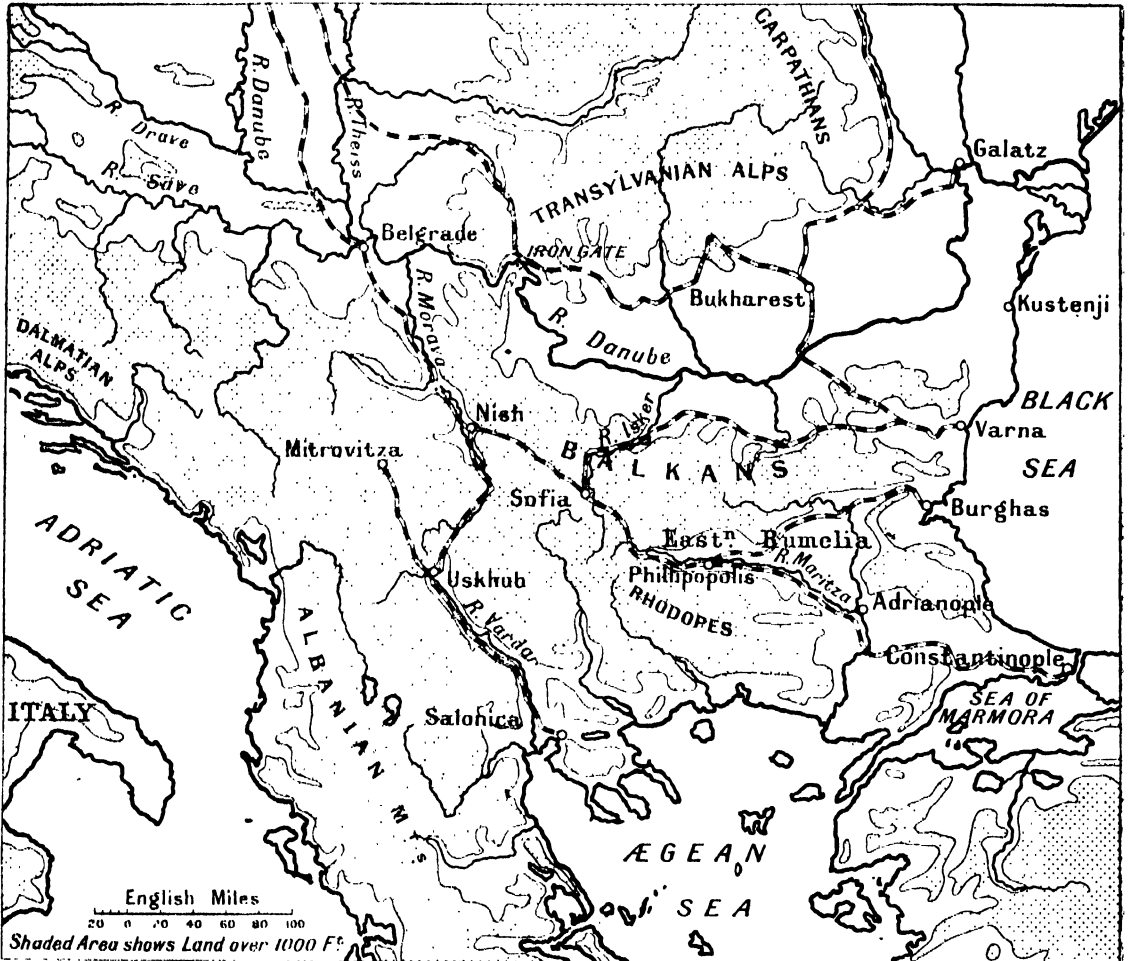 CARPATHIANS
R. Danube
R. Theiss
R. Drave
R. Save
Galatz
TRANSYLVANIAN ALPS
Belgrade
IRON GATE
R. Morava
Bukharest
Kustenji
R. Danube
DALMATIAN
ALPS
BLACK
SEA
Nish
R. Isker
Varna
Mitrovitza
BALKANS
Sofia
Burghas
ADRIATIC
SEA
Eastⁿ Rumelia
R. Maritza
Phillipopolis
Uskhub
RHODOPES
Adrianople
R. Vardar
ALBANIAN Mᵗˢ
Constantinople
SEA OF
MARMORA
ITALY
Salonica
ÆGEAN
SEA
English Miles
20 0 20 40 60 80 100
Shaded Area shows Land over 1000 Fᵗ